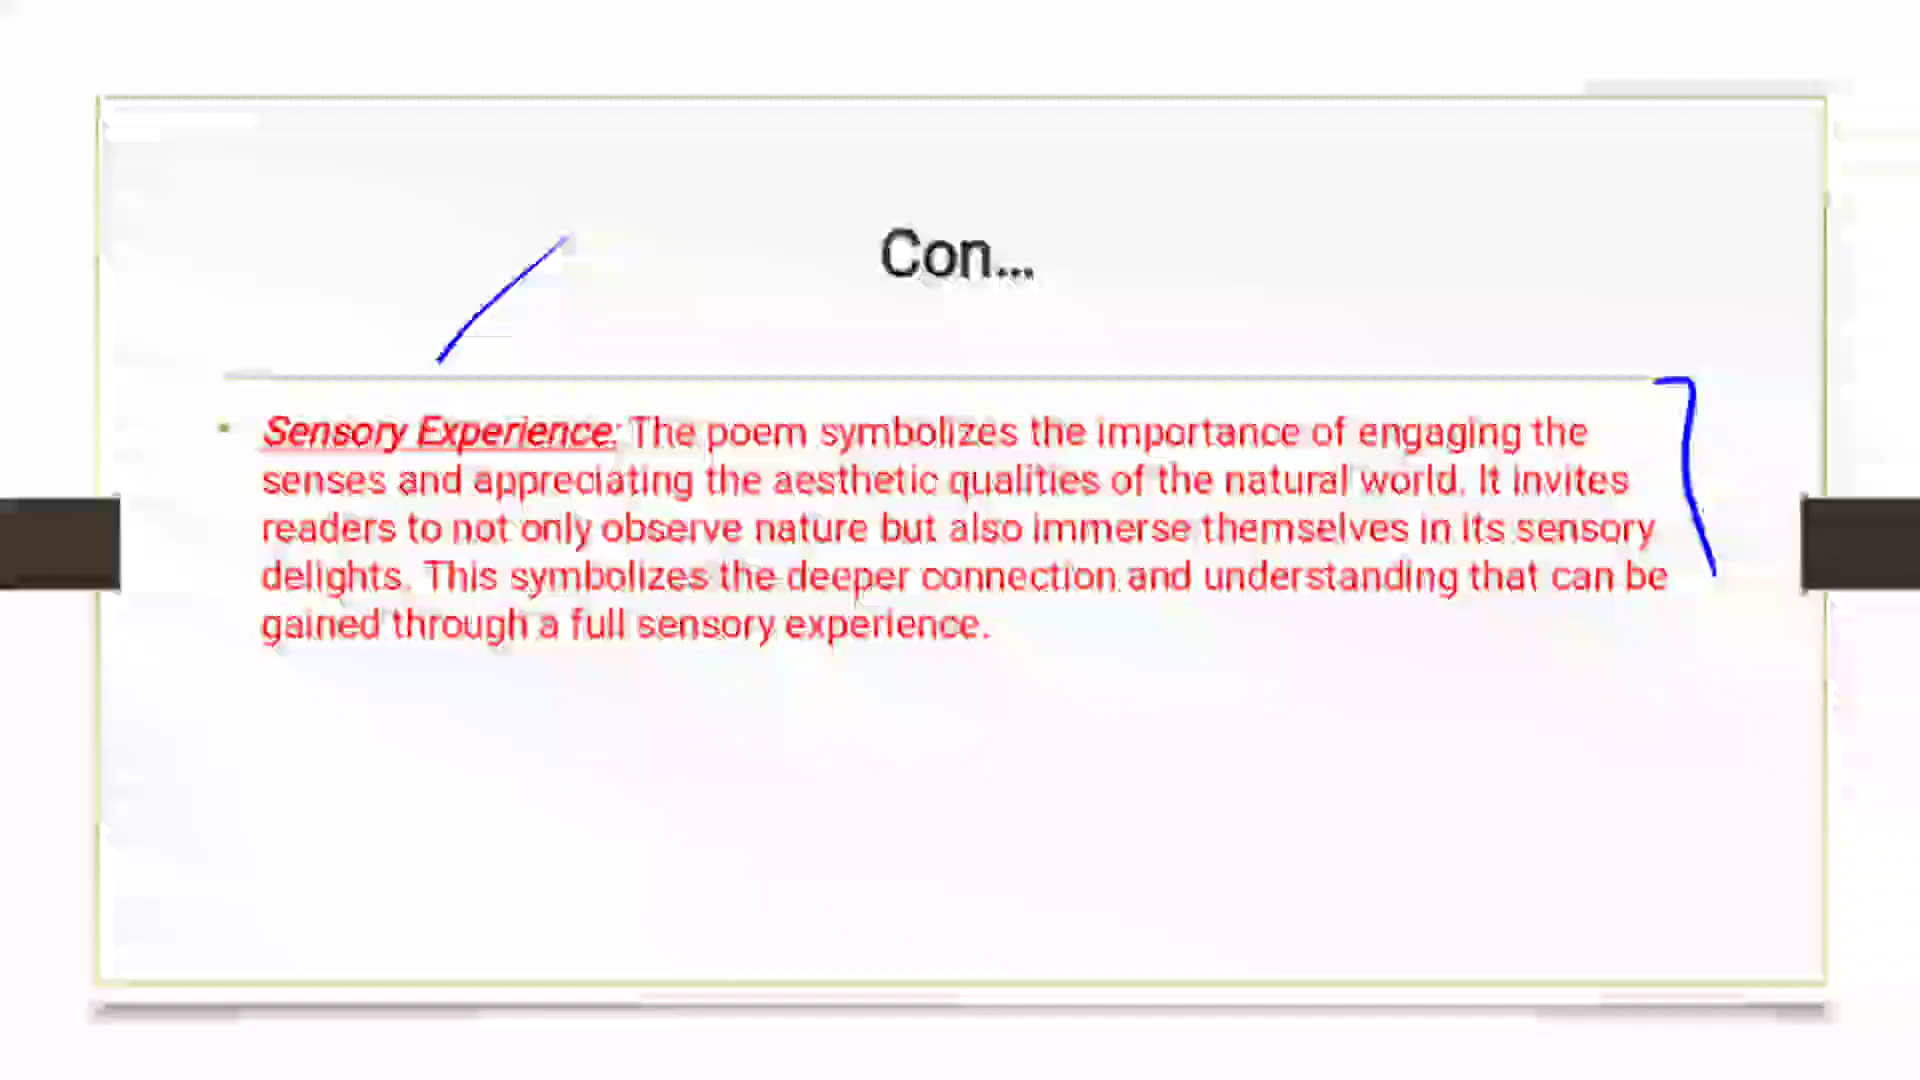 Con...
• Sensory Experience: The poem symbolizes the importance of engaging the
senses and appreciating the aesthetic qualities of the natural world. It invites
readers to not only observe nature but also immerse themselves in its sensory
delights. This symbolizes the deeper connection and understanding that can be
gained through a full sensory experience.